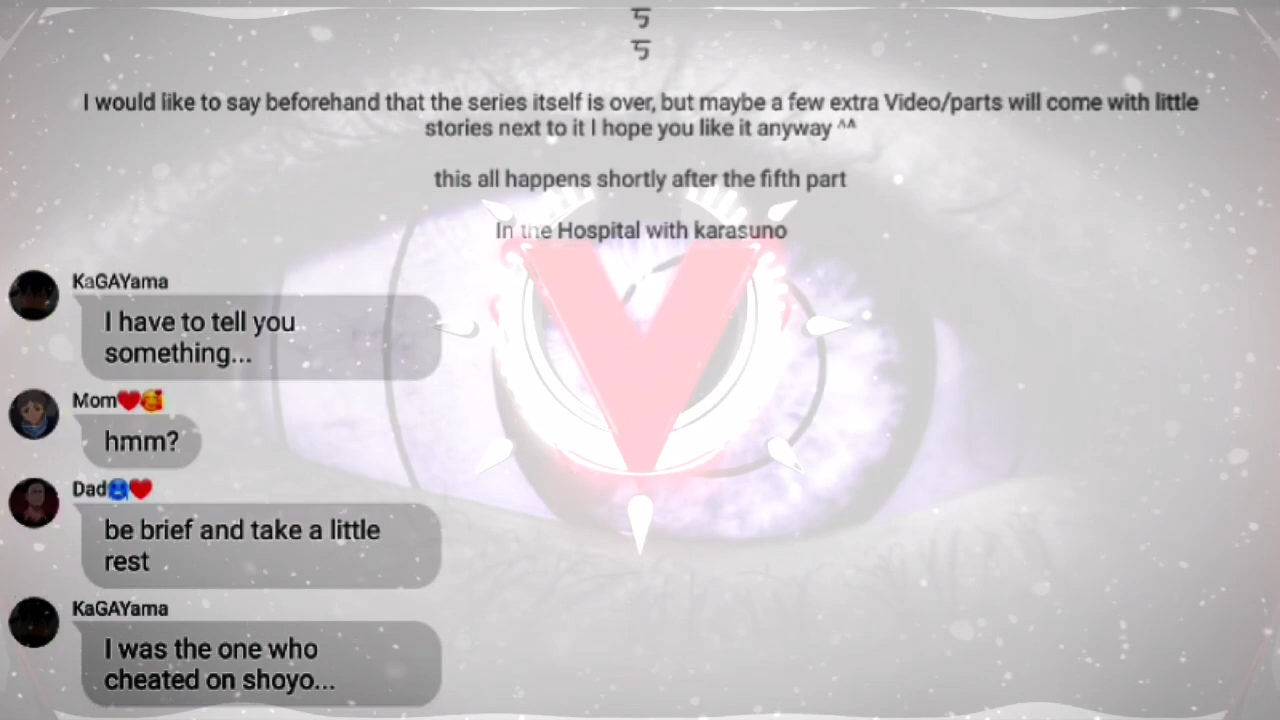 5
5
I would like to say beforehand that the series itself is over, but maybe a few extra Video/parts will come with little
stories next to it I hope you like it anyway ^^
this all happens shortly after the fifth part
In the Hospital with karasuno
KaGAYama
I have to tell you
something...
Mom❤️🥰
hmm?
Dad🥶❤️
be brief and take a little
rest
KaGAYama
I was the one who
cheated on shoyo...
V